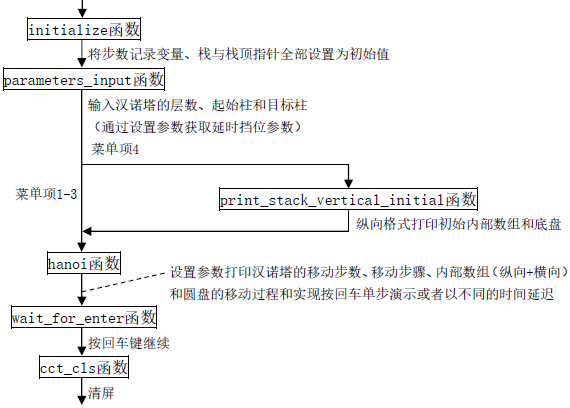 initialize函数
将步数记录变量、栈与栈顶指针全部设置为初始值
parameters_input函数
输入汉诺塔的层数、起始柱和目标柱
（通过设置参数获取延时挡位参数）
菜单项4
菜单项1-3
print_stack_vertical_initial函数
纵向格式打印初始内部数组和底盘
hanoi函数
设置参数打印汉诺塔的移动步数、移动步骤、内部数组（纵向+横向）
和圆盘的移动过程和实现按回车单步演示或者以不同的时间延迟
wait_for_enter函数
按回车键继续
cct_cls函数
清屏